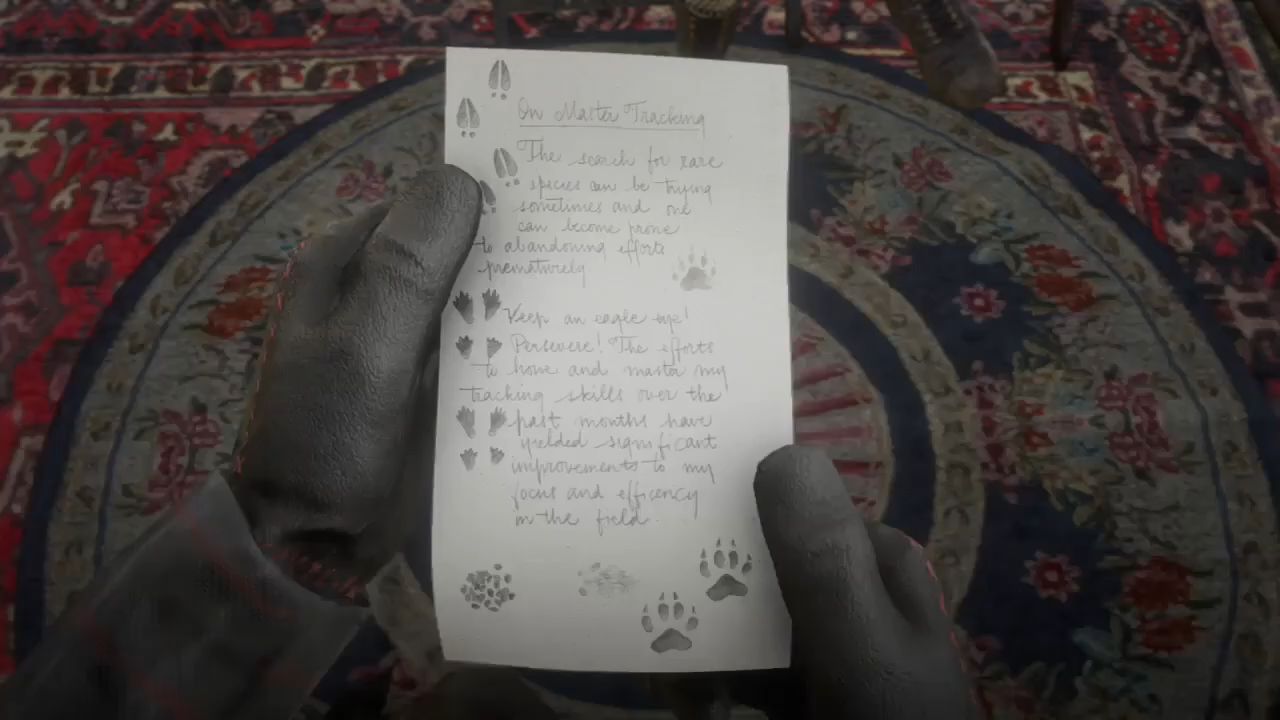 On Master Tracking
The search for rare
species can be trying
sometimes and one
can become prone
to abandoning efforts
prematurely
Keep an eagle eye!
Persevere! The efforts
to hone and master my
tracking skills over the
past months have
yielded significant
improvements to my
focus and efficency
in the field.